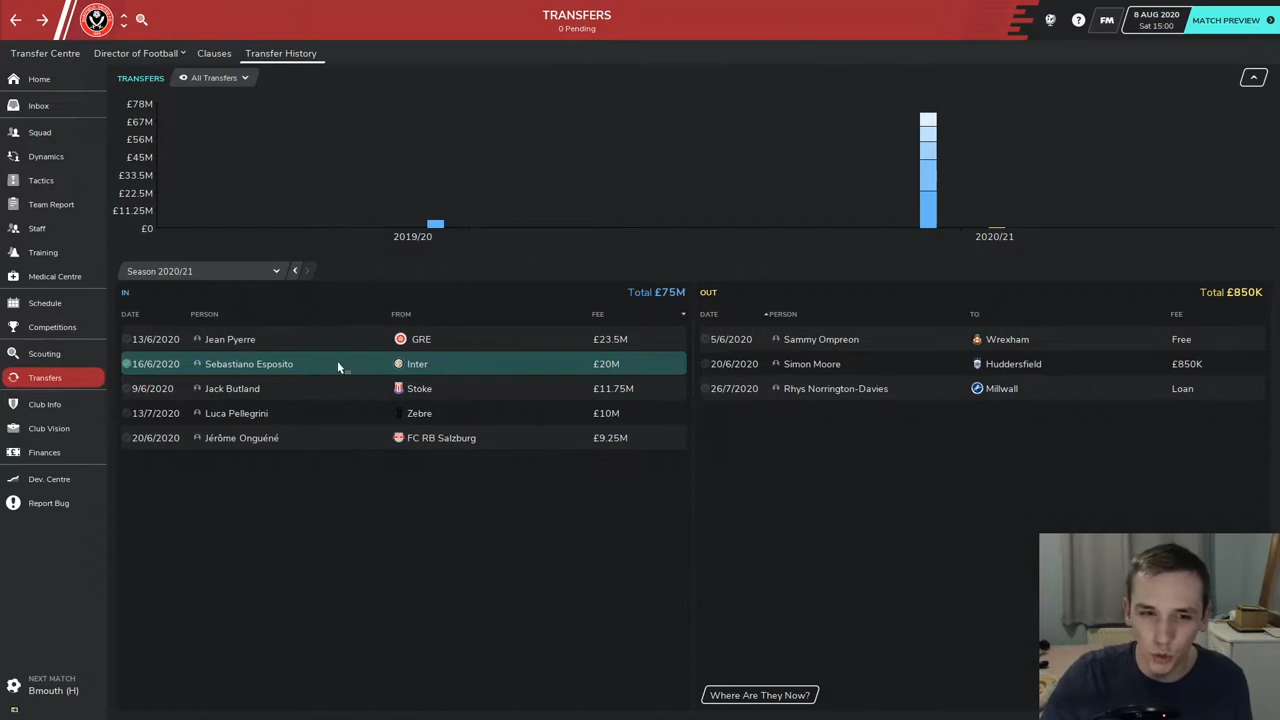 TRANSFERS
0 Pending
FM
8 AUG 2020
Sat 15:00
MATCH PREVIEW
Transfer Centre
Director of Football
Clauses
Transfer History
Home
Inbox
Squad
Dynamics
Tactics
Team Report
Staff
Training
Medical Centre
Schedule
Competitions
Scouting
Transfers
Club Info
Club Vision
Finances
Dev. Centre
Report Bug
NEXT MATCH
Bmouth (H)
TRANSFERS
All Transfers
£78M
£67M
£56M
£45M
£33.5M
£22.5M
£11.25M
£0
2019/20
2020/21
Season 2020/21
IN
Total £75M
DATE PERSON FROM FEE
13/6/2020 Jean Pyerre GRE £23.5M
16/6/2020 Sebastiano Esposito Inter £20M
9/6/2020 Jack Butland Stoke £11.75M
13/7/2020 Luca Pellegrini Zebre £10M
20/6/2020 Jérôme Onguéné FC RB Salzburg £9.25M
OUT
Total £850K
DATE PERSON TO FEE
5/6/2020 Sammy Ompreon Wrexham Free
20/6/2020 Simon Moore Huddersfield £850K
26/7/2020 Rhys Norrington-Davies Millwall Loan
Where Are They Now?